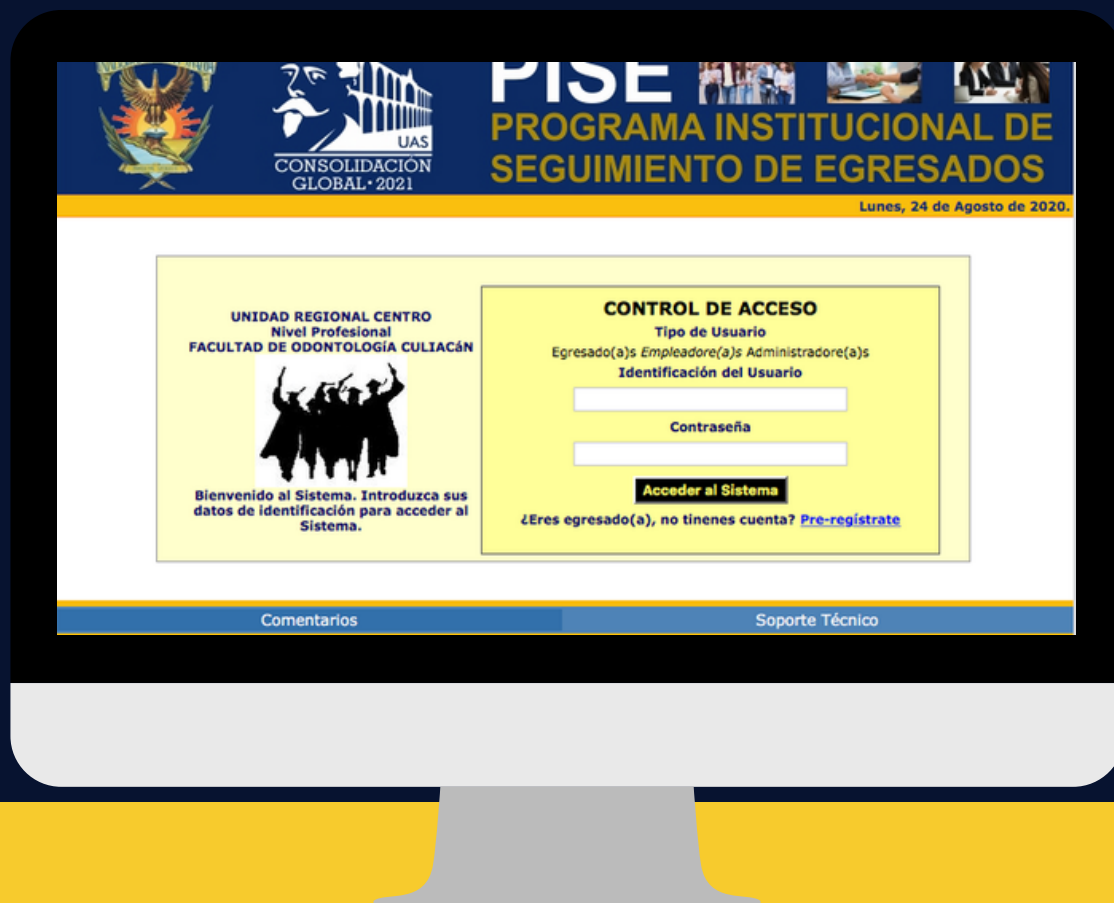 UAS
CONSOLIDACIÓN
GLOBAL·2021
PISE
PROGRAMA INSTITUCIONAL DE
SEGUIMIENTO DE EGRESADOS
Lunes, 24 de Agosto de 2020.
UNIDAD REGIONAL CENTRO
Nivel Profesional
FACULTAD DE ODONTOLOGíA CULIACáN
Bienvenido al Sistema. Introduzca sus
datos de identificación para acceder al
Sistema.
CONTROL DE ACCESO
Tipo de Usuario
Egresado(a)s Empleadore(a)s Administradore(a)s
Identificación del Usuario
Contraseña
Acceder al Sistema
¿Eres egresado(a), no tinenes cuenta? Pre-regístrate
Comentarios
Soporte Técnico